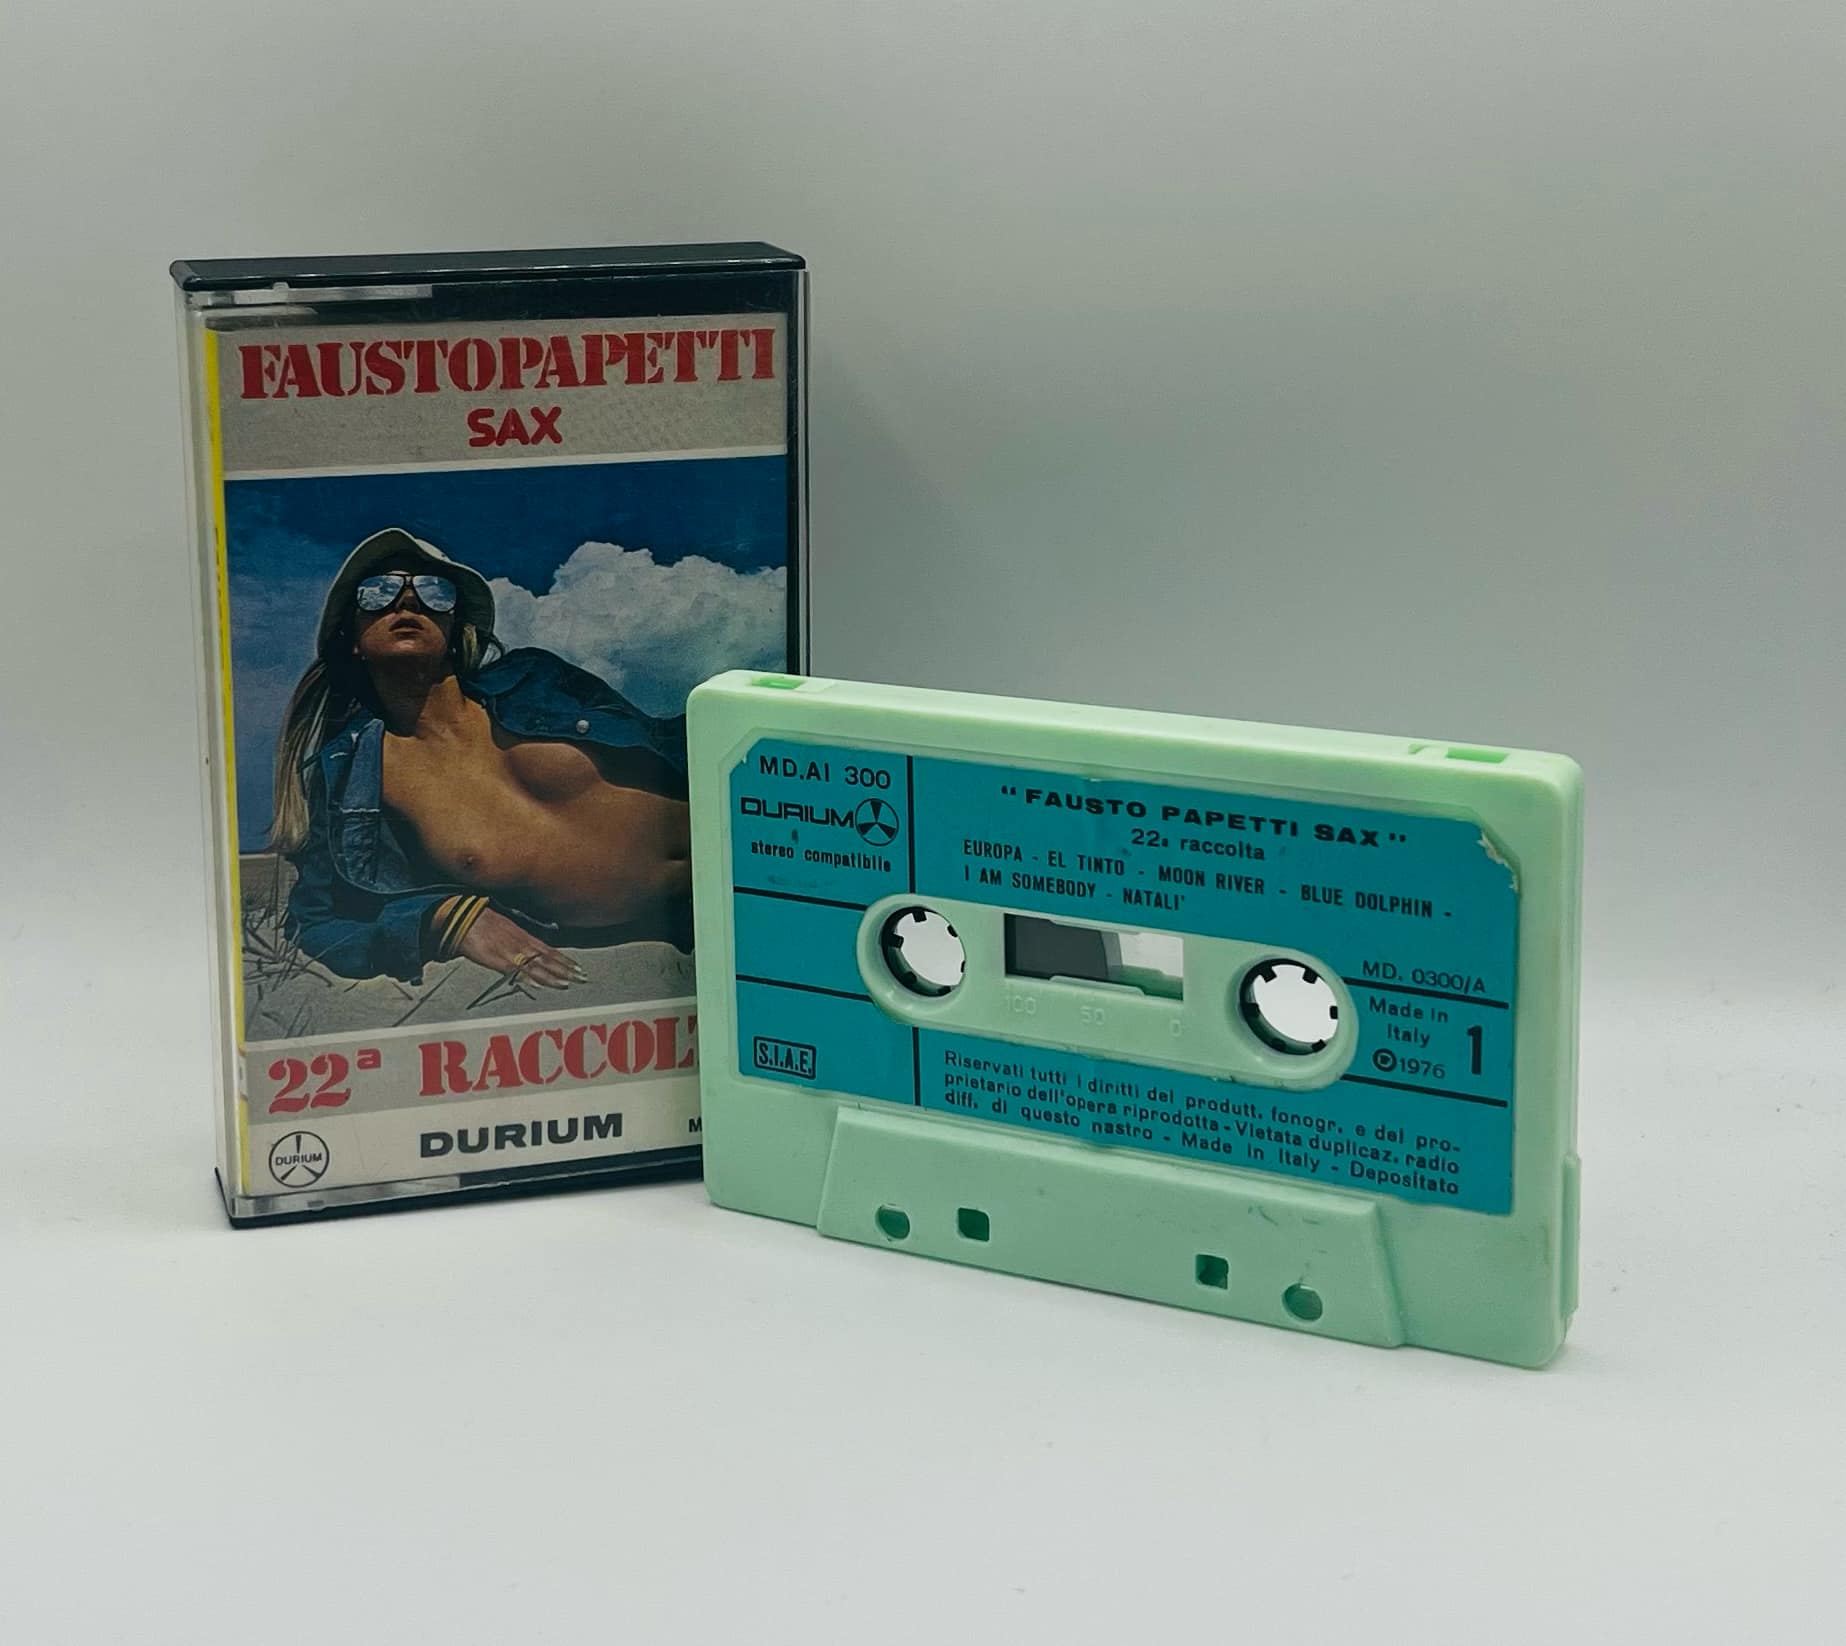 FAUSTO PAPETTI
SAX
22ª RACCOL
DURIUM
DURIUM
MD.AI 300
DURIUM
stereo compatibile
"FAUSTO PAPETTI SAX"
22a raccolta
EUROPA - EL TINTO - MOON RIVER - BLUE DOLPHIN -
I AM SOMEBODY - NATALI'
100 50 0
MD. 0300/A
Made in
Italy
℗1976
1
S.I.A.E.
Riservati tutti i diritti del produtt. fonogr. e del pro-
prietario dell'opera riprodotta - Vietata duplicaz. radio
diff. di questo nastro - Made in Italy - Depositato